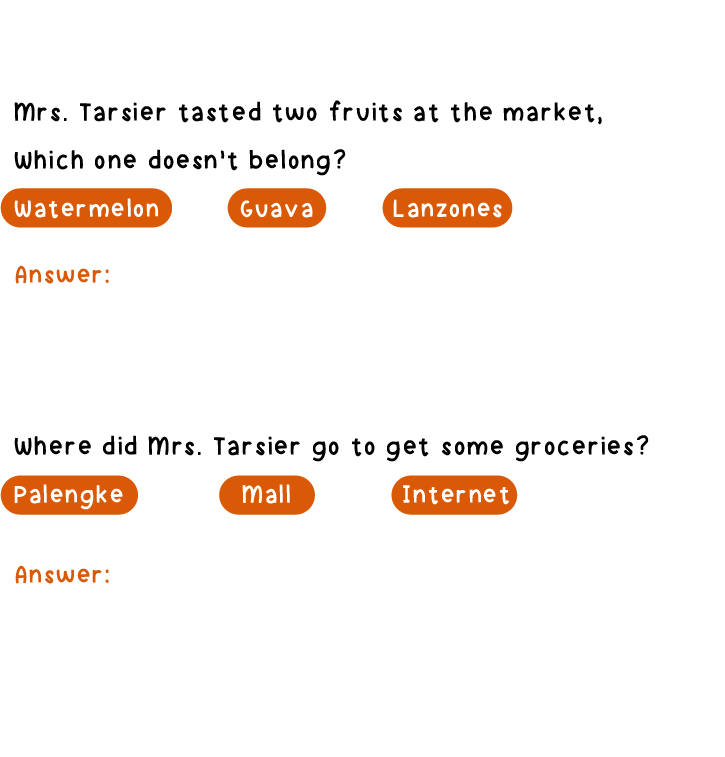 Mrs. Tarsier tasted two fruits at the market,
Which one doesn't belong?
Watermelon Guava Lanzones
Answer:
Where did Mrs. Tarsier go to get some groceries?
Palengke Mall Internet
Answer: